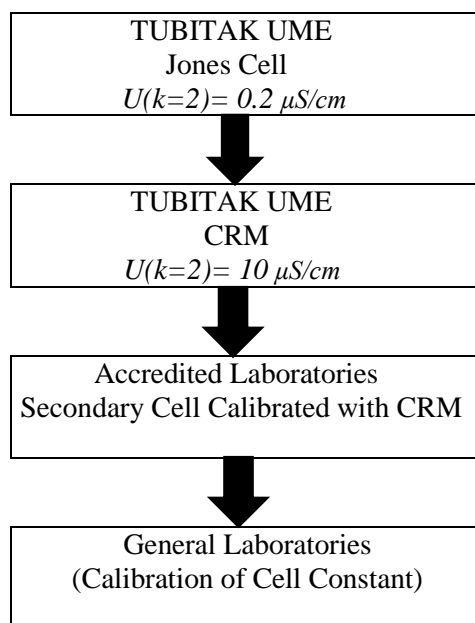 TUBITAK UME
Jones Cell
U(k=2)= 0.2 μS/cm
TUBITAK UME
CRM
U(k=2)= 10 μS/cm
Accredited Laboratories
Secondary Cell Calibrated with CRM
General Laboratories
(Calibration of Cell Constant)